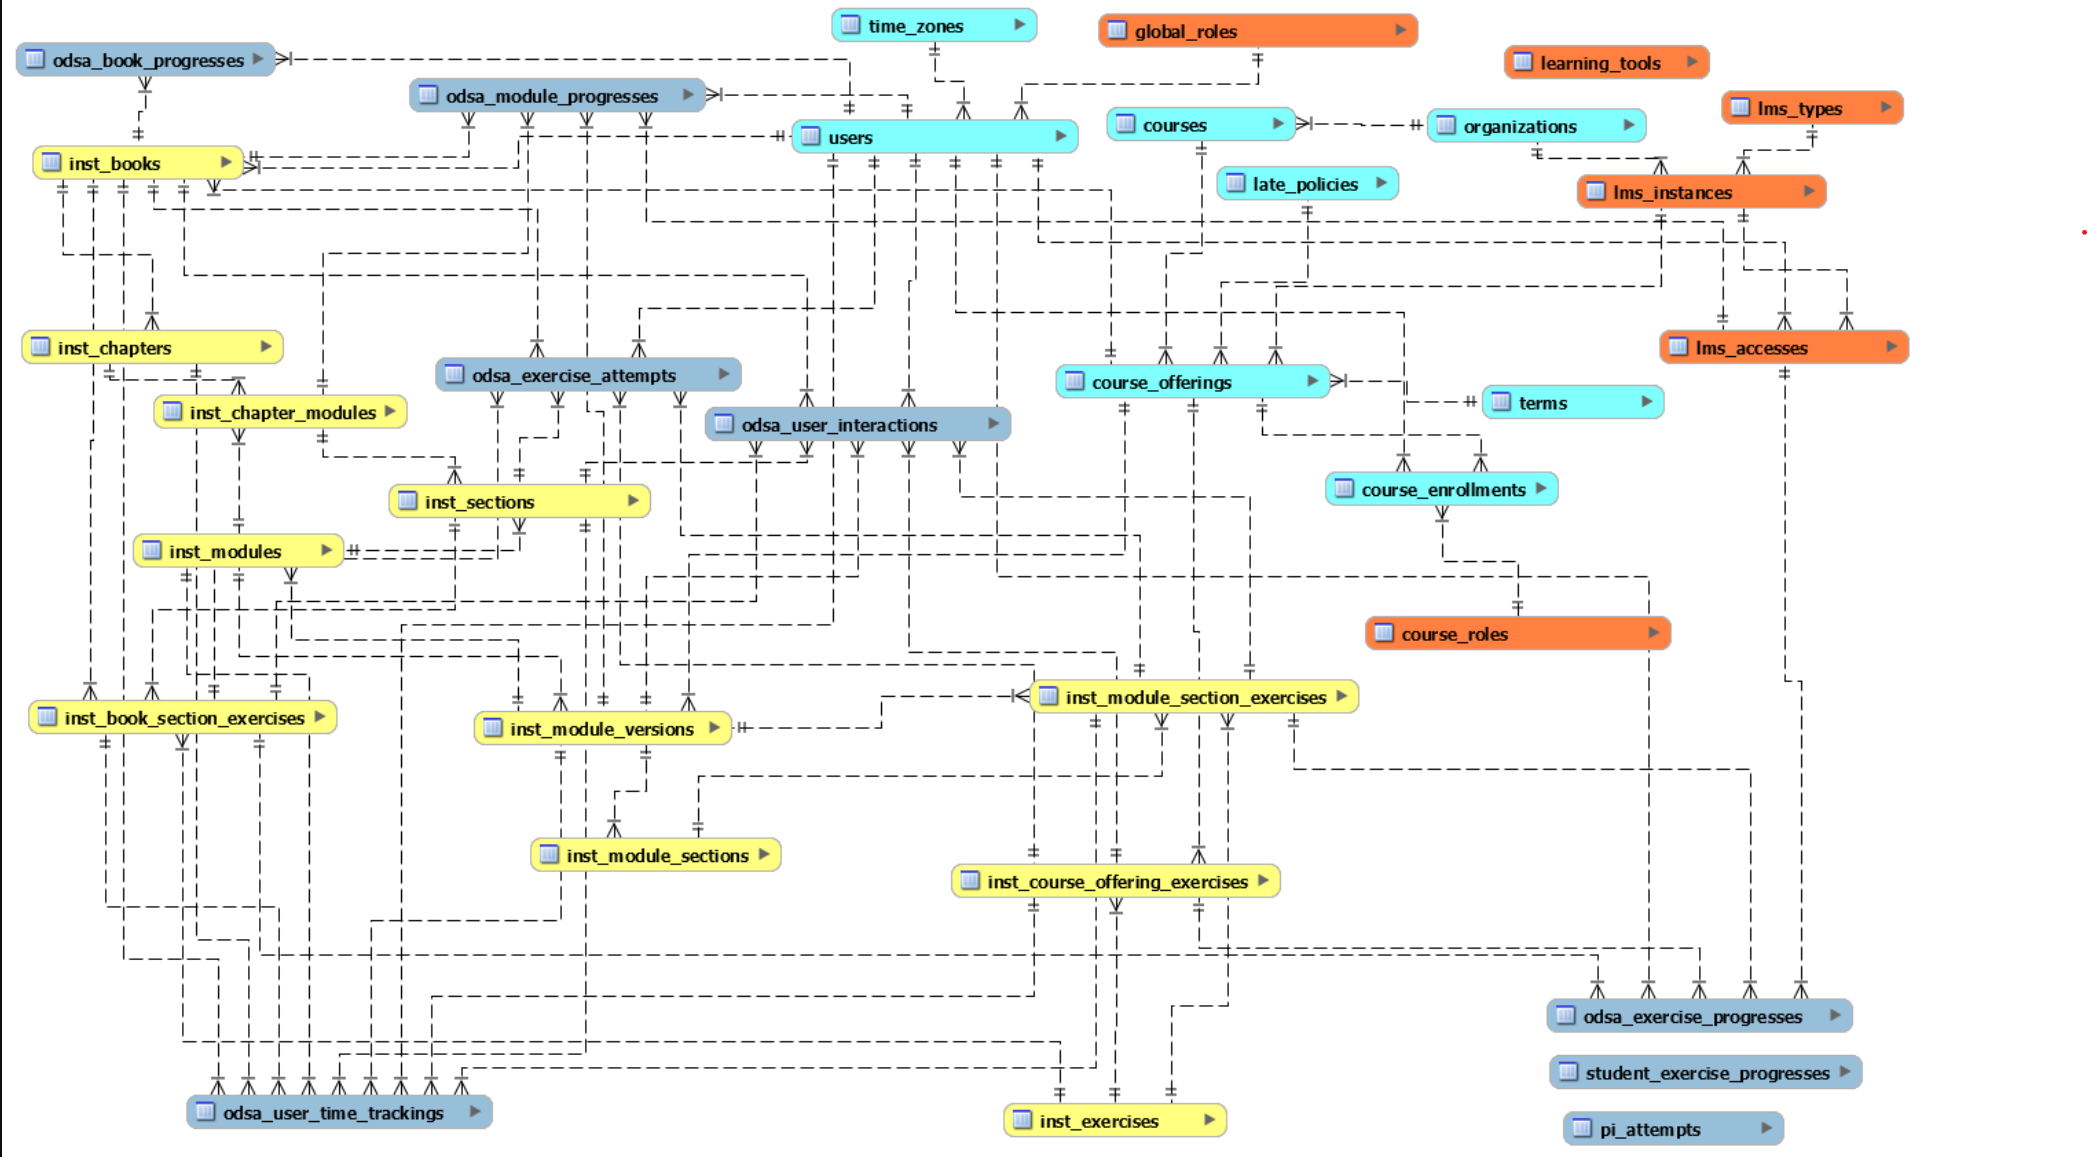 time_zones
global_roles
odsa_book_progresses
learning_tools
odsa_module_progresses
lms_types
users
courses
organizations
inst_books
late_policies
lms_instances
inst_chapters
lms_accesses
odsa_exercise_attempts
course_offerings
terms
inst_chapter_modules
odsa_user_interactions
course_enrollments
inst_sections
inst_modules
course_roles
inst_module_section_exercises
inst_book_section_exercises
inst_module_versions
inst_module_sections
inst_course_offering_exercises
odsa_exercise_progresses
student_exercise_progresses
odsa_user_time_trackings
inst_exercises
pi_attempts